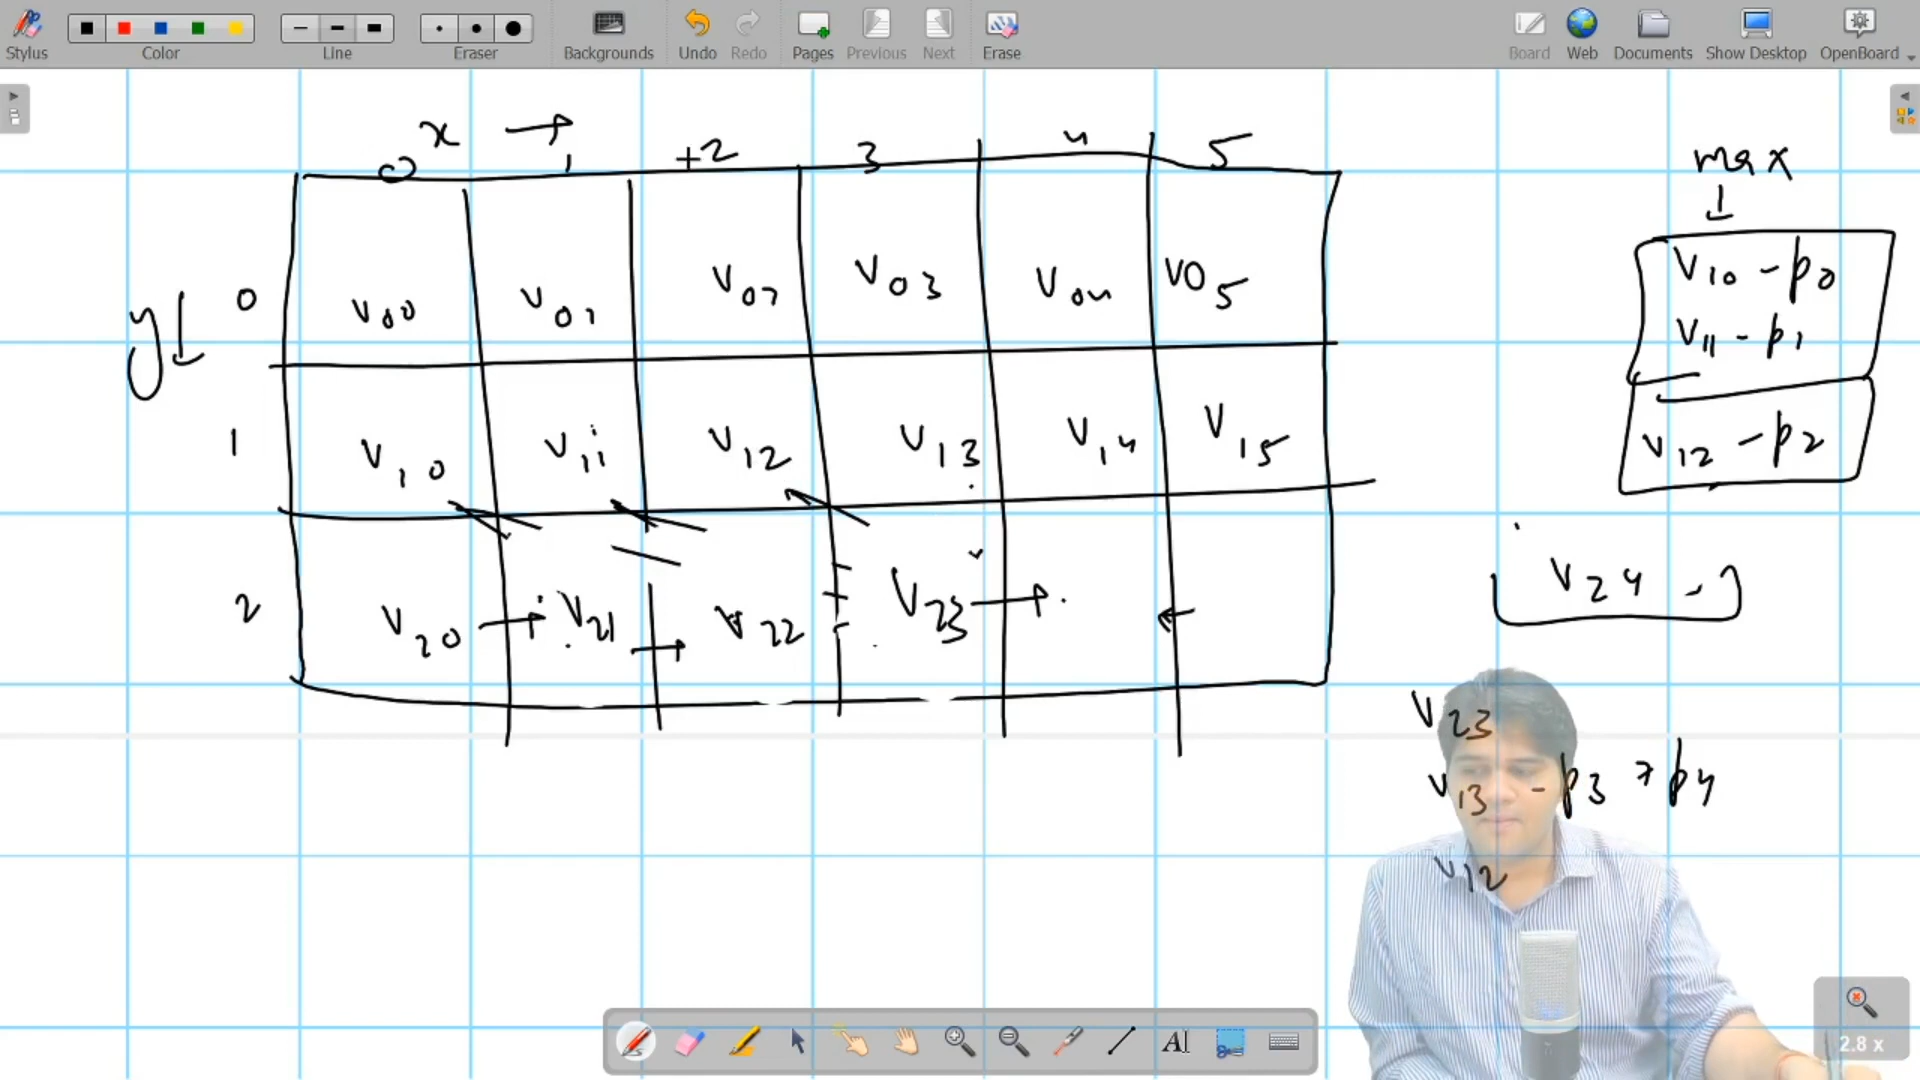 Stylus Color Line Eraser Backgrounds Undo Redo Pages Previous Next Erase Board Web Documents Show Desktop OpenBoard
x →
0 1 +2 3 4 5
max
y↓ 0 V00 V01 V02 V03 V04 V05
V10 - p0
V11 - p1
1 V10 V11 V12 V13 V14 V15
V12 - p2
2 V20 → V21 → V22 V23 →
V24 -
V23
V13 - p3 + p4
V12
2.8 x